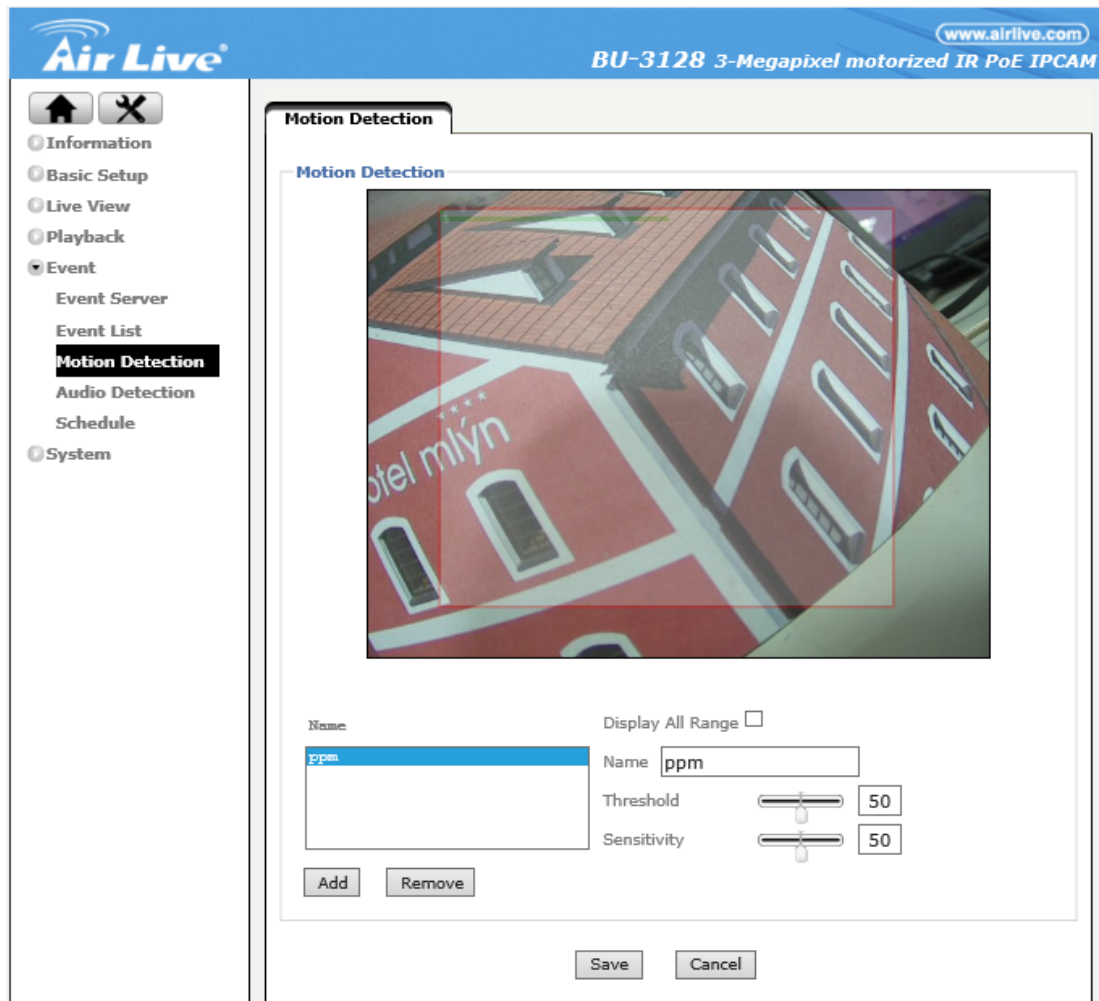 Air Live®
www.airlive.com
BU-3128 3-Megapixel motorized IR PoE IPCAM
Information
Basic Setup
Live View
Playback
Event
Event Server
Event List
Motion Detection
Audio Detection
Schedule
System
Motion Detection
Motion Detection
otel mlýn
Name
ppm
Display All Range
Name ppm
Threshold 50
Sensitivity 50
Add Remove
Save Cancel